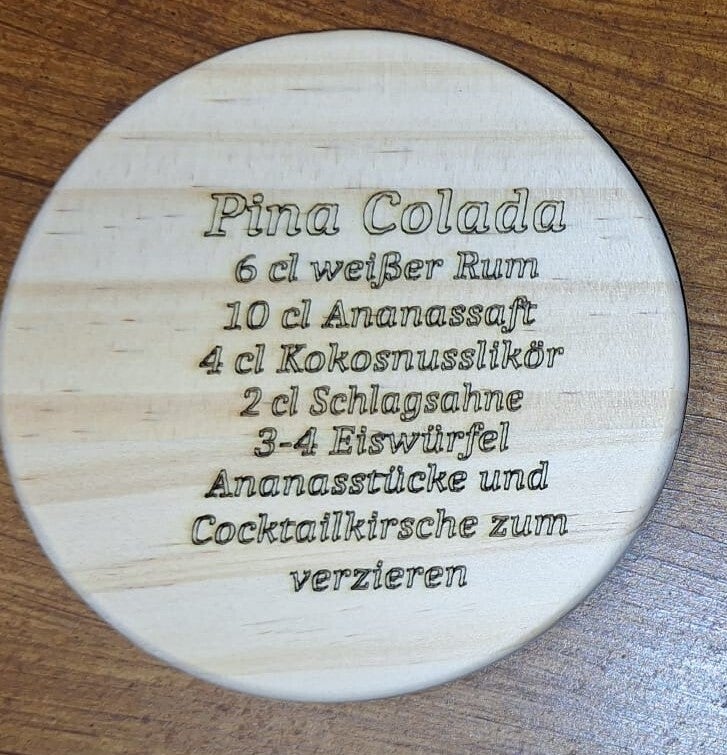 Pina Colada
6 cl weißer Rum
10 cl Ananassaft
4 cl Kokosnusslikör
2 cl Schlagsahne
3-4 Eiswürfel
Ananasstücke und
Cocktailkirsche zum
verzieren